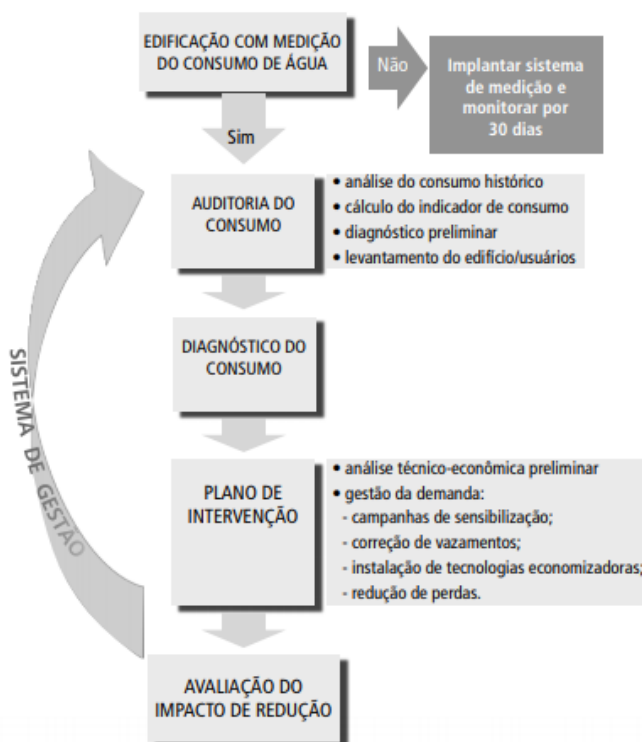 EDIFICAÇÃO COM MEDIÇÃO
DO CONSUMO DE ÁGUA
Não
Implantar sistema
de medição e
monitorar por
30 dias
Sim
AUDITORIA DO
CONSUMO
• análise do consumo histórico
• cálculo do indicador de consumo
• diagnóstico preliminar
• levantamento do edifício/usuários
DIAGNÓSTICO DO
CONSUMO
SISTEMA DE GESTÃO
PLANO DE
INTERVENÇÃO
• análise técnico-econômica preliminar
• gestão da demanda:
- campanhas de sensibilização;
- correção de vazamentos;
- instalação de tecnologias economizadoras;
- redução de perdas.
AVALIAÇÃO DO
IMPACTO DE REDUÇÃO